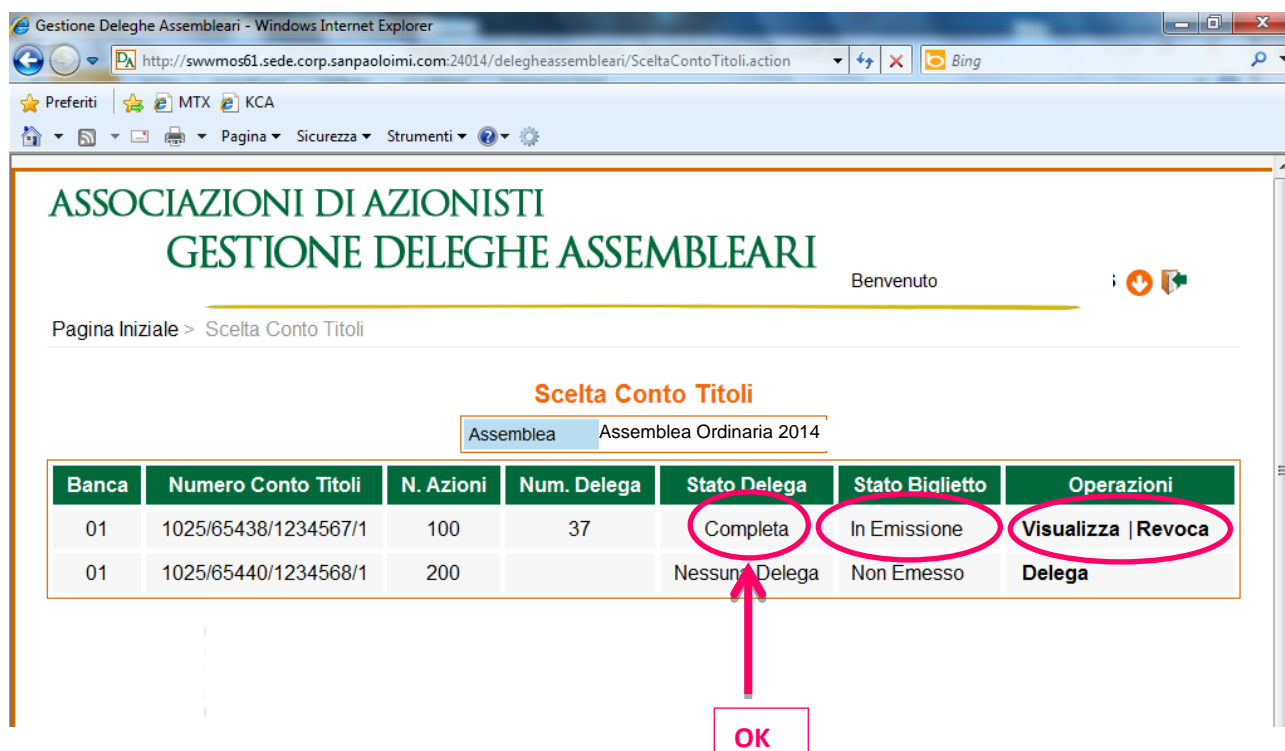 Gestione Deleghe Assembleari - Windows Internet Explorer
http://swwmos61.sede.corp.sanpaoloimi.com:24014/delegheassembleari/SceltaContoTitoli.action Bing
Preferiti MTX KCA
Pagina Sicurezza Strumenti
ASSOCIAZIONI DI AZIONISTI
GESTIONE DELEGHE ASSEMBLEARI
Benvenuto
Pagina Iniziale > Scelta Conto Titoli
Scelta Conto Titoli
Assemblea Assemblea Ordinaria 2014
Banca Numero Conto Titoli N. Azioni Num. Delega Stato Delega Stato Biglietto Operazioni
01 1025/65438/1234567/1 100 37 Completa In Emissione Visualizza | Revoca
01 1025/65440/1234568/1 200 Nessuna Delega Non Emesso Delega
OK